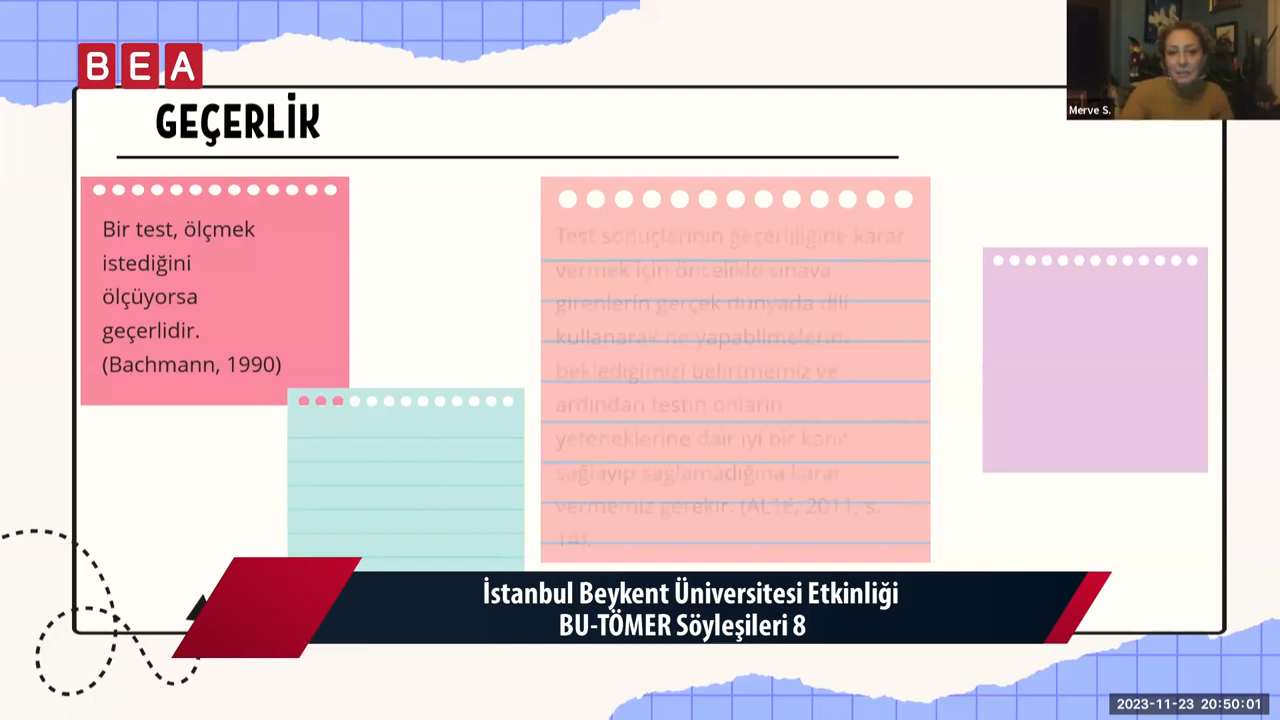 BEA
GEÇERLİK
Merve S.
Bir test, ölçmek
istediğini
ölçüyorsa
geçerlidir.
(Bachmann, 1990)
Test sonuçlarının geçerliliğine karar
vermek için öncelikle sınava
girenlerin gerçek dünyada dili
kullanarak ne yapabilmelerini
beklediğimizi belirtmemiz ve
ardından testin onların
yeteneklerine dair iyi bir kanıt
sağlayıp sağlamadığına karar
vermemiz gerekir. (ALTE, 2011, s.
14).
İstanbul Beykent Üniversitesi Etkinliği
BU-TÖMER Söyleşileri 8
2023-11-23 20:50:01